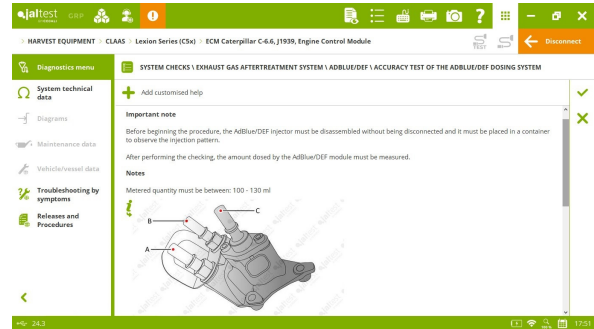 jaltest GRP
HARVEST EQUIPMENT > CLAAS > Lexion Series (C5x) > ECM Caterpillar C-6.6, J1939, Engine Control Module
TEST
Disconnect
Diagnostics menu
SYSTEM CHECKS \ EXHAUST GAS AFTERTREATMENT SYSTEM \ ADBLUE/DEF \ ACCURACY TEST OF THE ADBLUE/DEF DOSING SYSTEM
System technical
data
Diagrams
Maintenance data
Vehicle/vessel data
Troubleshooting by
symptoms
Releases and
Procedures
Add customised help
Important note
Before beginning the procedure, the AdBlue/DEF injector must be disassembled without being disconnected and it must be placed in a container
to observe the injection pattern.
After performing the checking, the amount dosed by the AdBlue/DEF module must be measured.
Notes
Metered quantity must be between: 100 - 130 ml
C
B
A
24.3
17:51